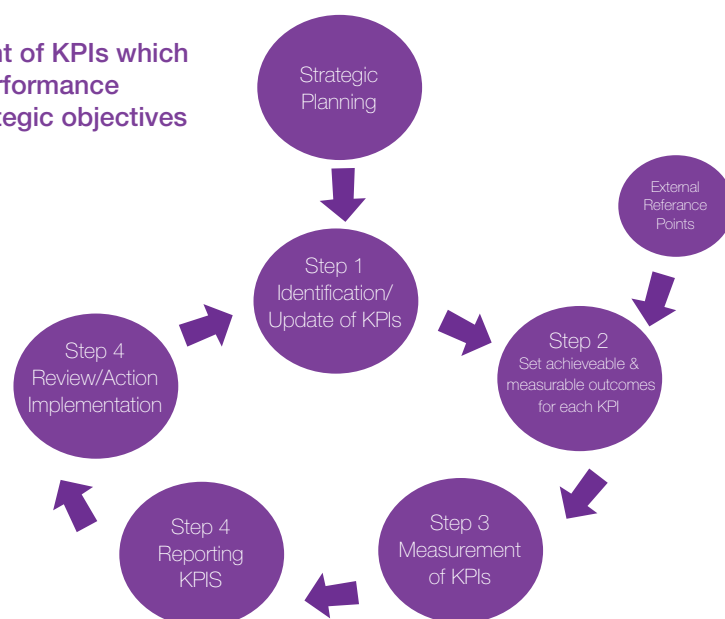 nt of KPIs which
rformance
tegic objectives
Strategic
Planning
External
Referance
Points
Step 1
Identification/
Update of KPIs
Step 2
Set achieveable &
measurable outcomes
for each KPI
Step 3
Measurement
of KPIs
Step 4
Reporting
KPIS
Step 4
Review/Action
Implementation